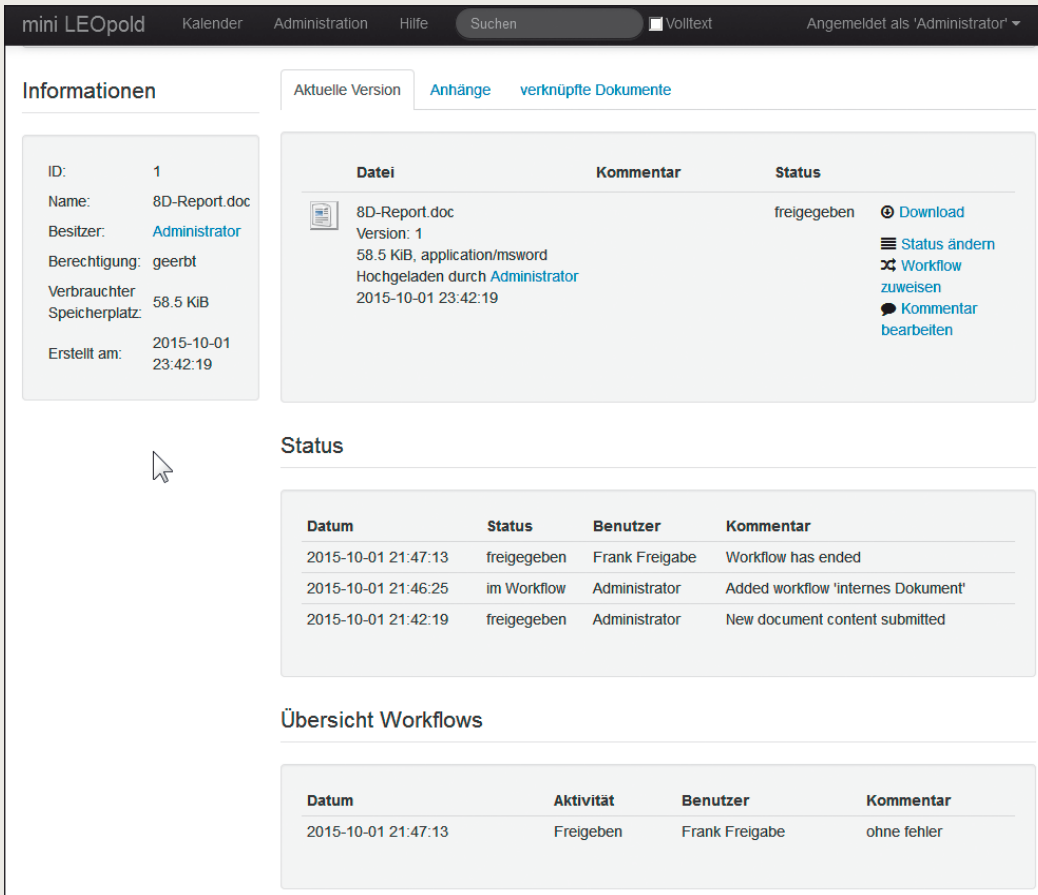 mini LEOpold Kalender Administration Hilfe Suchen Volltext Angemeldet als 'Administrator'
Informationen
ID: 1
Name: 8D-Report.doc
Besitzer: Administrator
Berechtigung: geerbt
Verbrauchter
Speicherplatz: 58.5 KiB
Erstellt am: 2015-10-01
23:42:19
Aktuelle Version Anhänge verknüpfte Dokumente
Datei Kommentar Status
8D-Report.doc freigegeben Download
Version: 1
58.5 KiB, application/msword
Hochgeladen durch Administrator
2015-10-01 23:42:19
Status ändern
Workflow
zuweisen
Kommentar
bearbeiten
Status
Datum Status Benutzer Kommentar
2015-10-01 21:47:13 freigegeben Frank Freigabe Workflow has ended
2015-10-01 21:46:25 im Workflow Administrator Added workflow 'internes Dokument'
2015-10-01 21:42:19 freigegeben Administrator New document content submitted
Übersicht Workflows
Datum Aktivität Benutzer Kommentar
2015-10-01 21:47:13 Freigeben Frank Freigabe ohne fehler